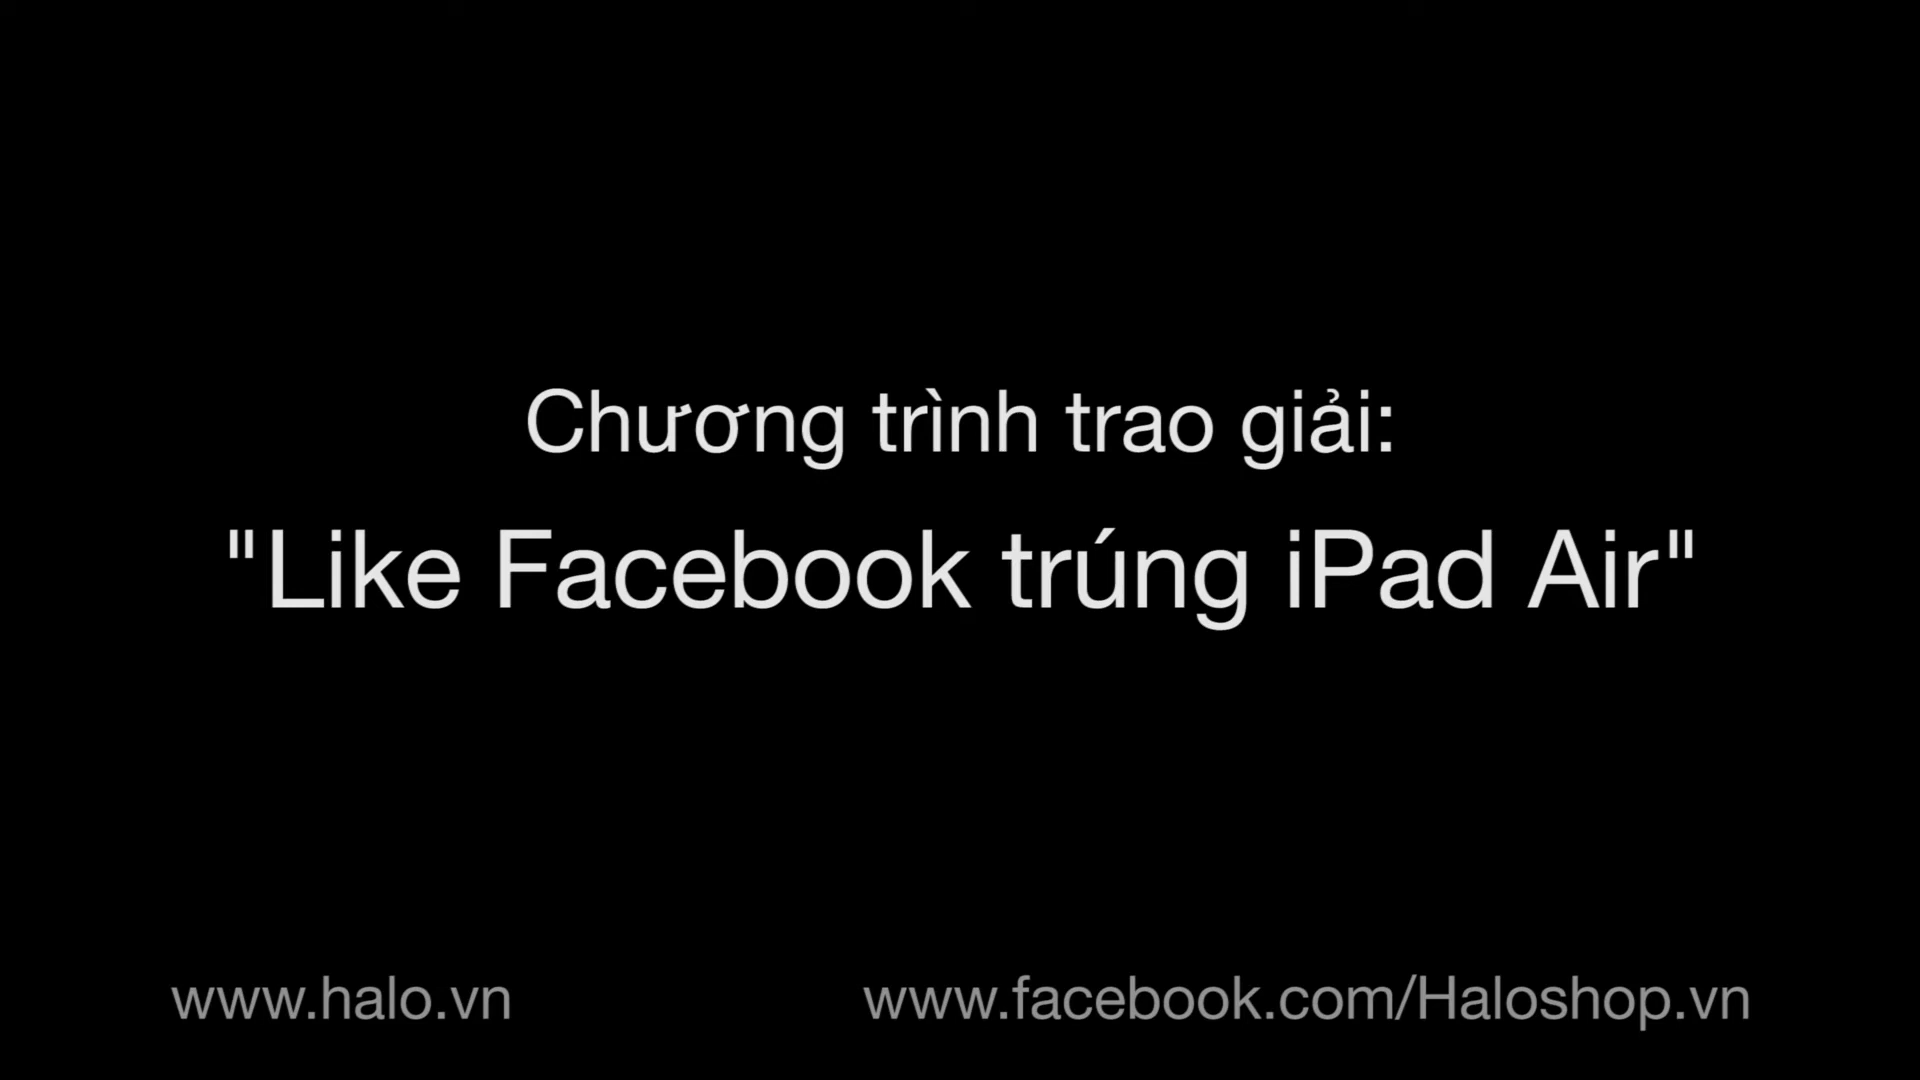 Chương trình trao giải:
"Like Facebook trúng iPad Air"
www.halo.vn www.facebook.com/Haloshop.vn